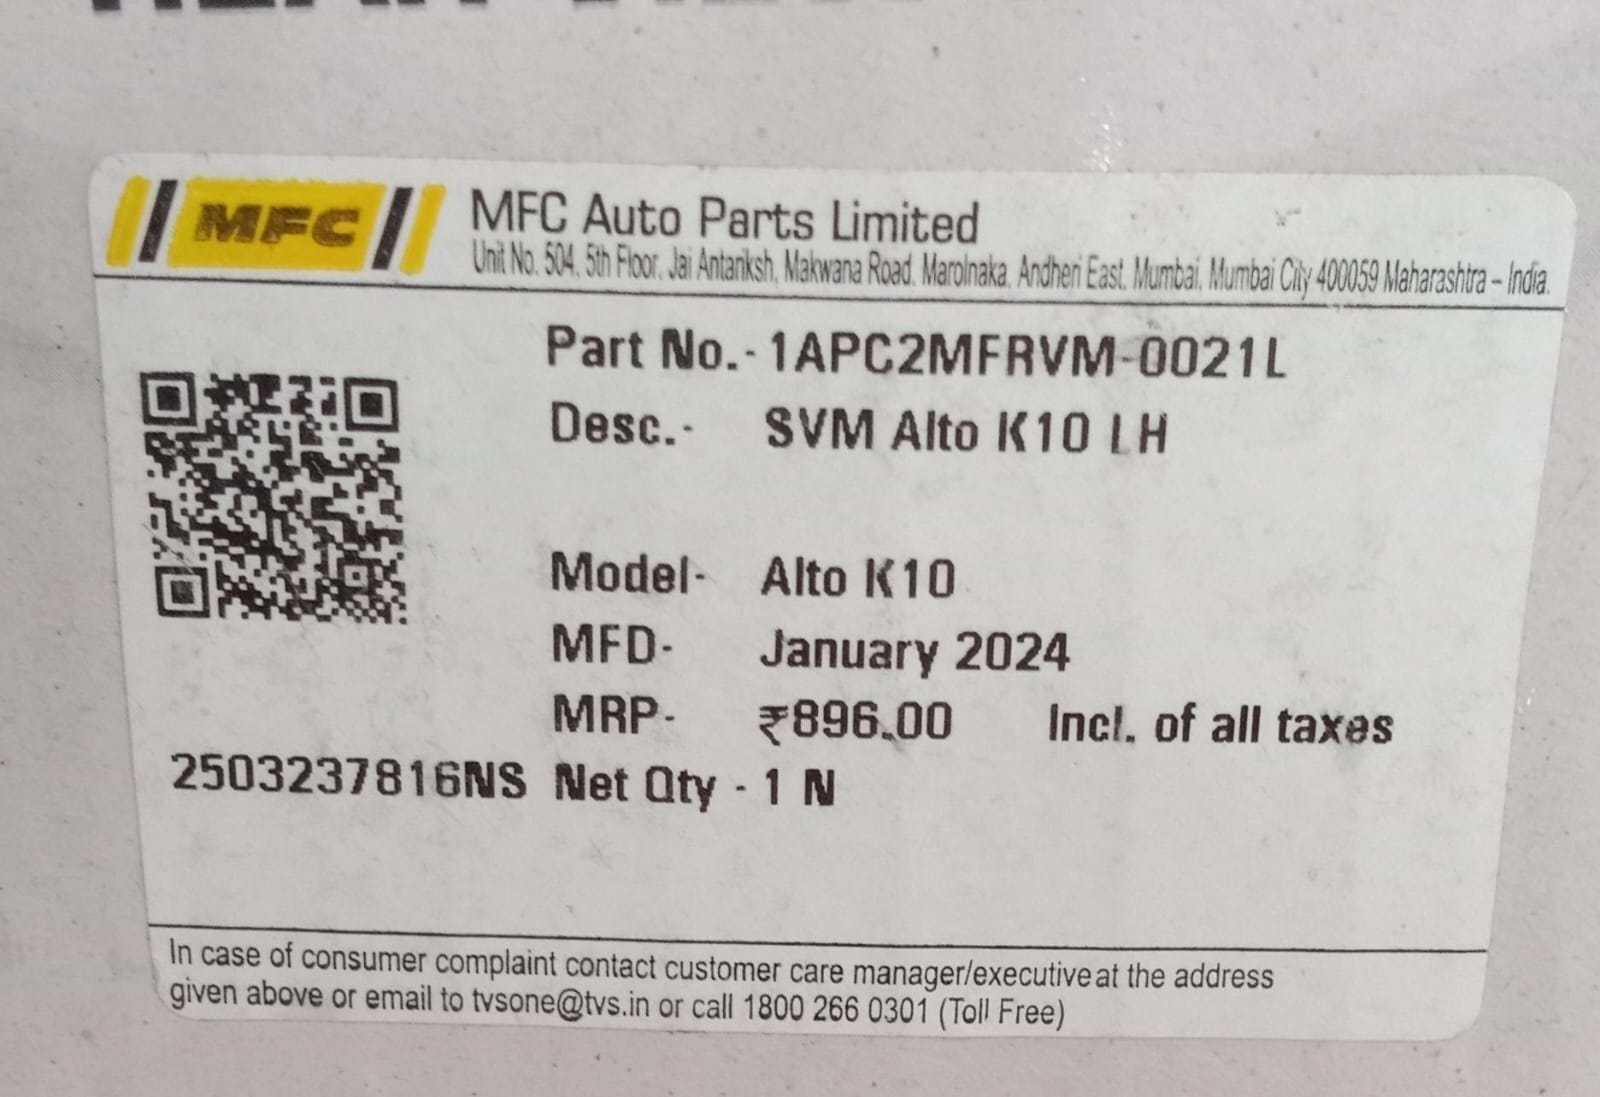 MFC
MFC Auto Parts Limited
Unit No. 504, 5th Floor, Jai Antariksh, Makwana Road, Marolnaka, Andheri East, Mumbai, Mumbai City 400059 Maharashtra – India.
Part No.- 1APC2MFRVM-0021L
Desc.- SVM Alto K10 LH
Model- Alto K10
MFD- January 2024
MRP- ₹896.00 Incl. of all taxes
2503237816NS Net Qty - 1 N
In case of consumer complaint contact customer care manager/executive at the address
given above or email to tvsone@tvs.in or call 1800 266 0301 (Toll Free)